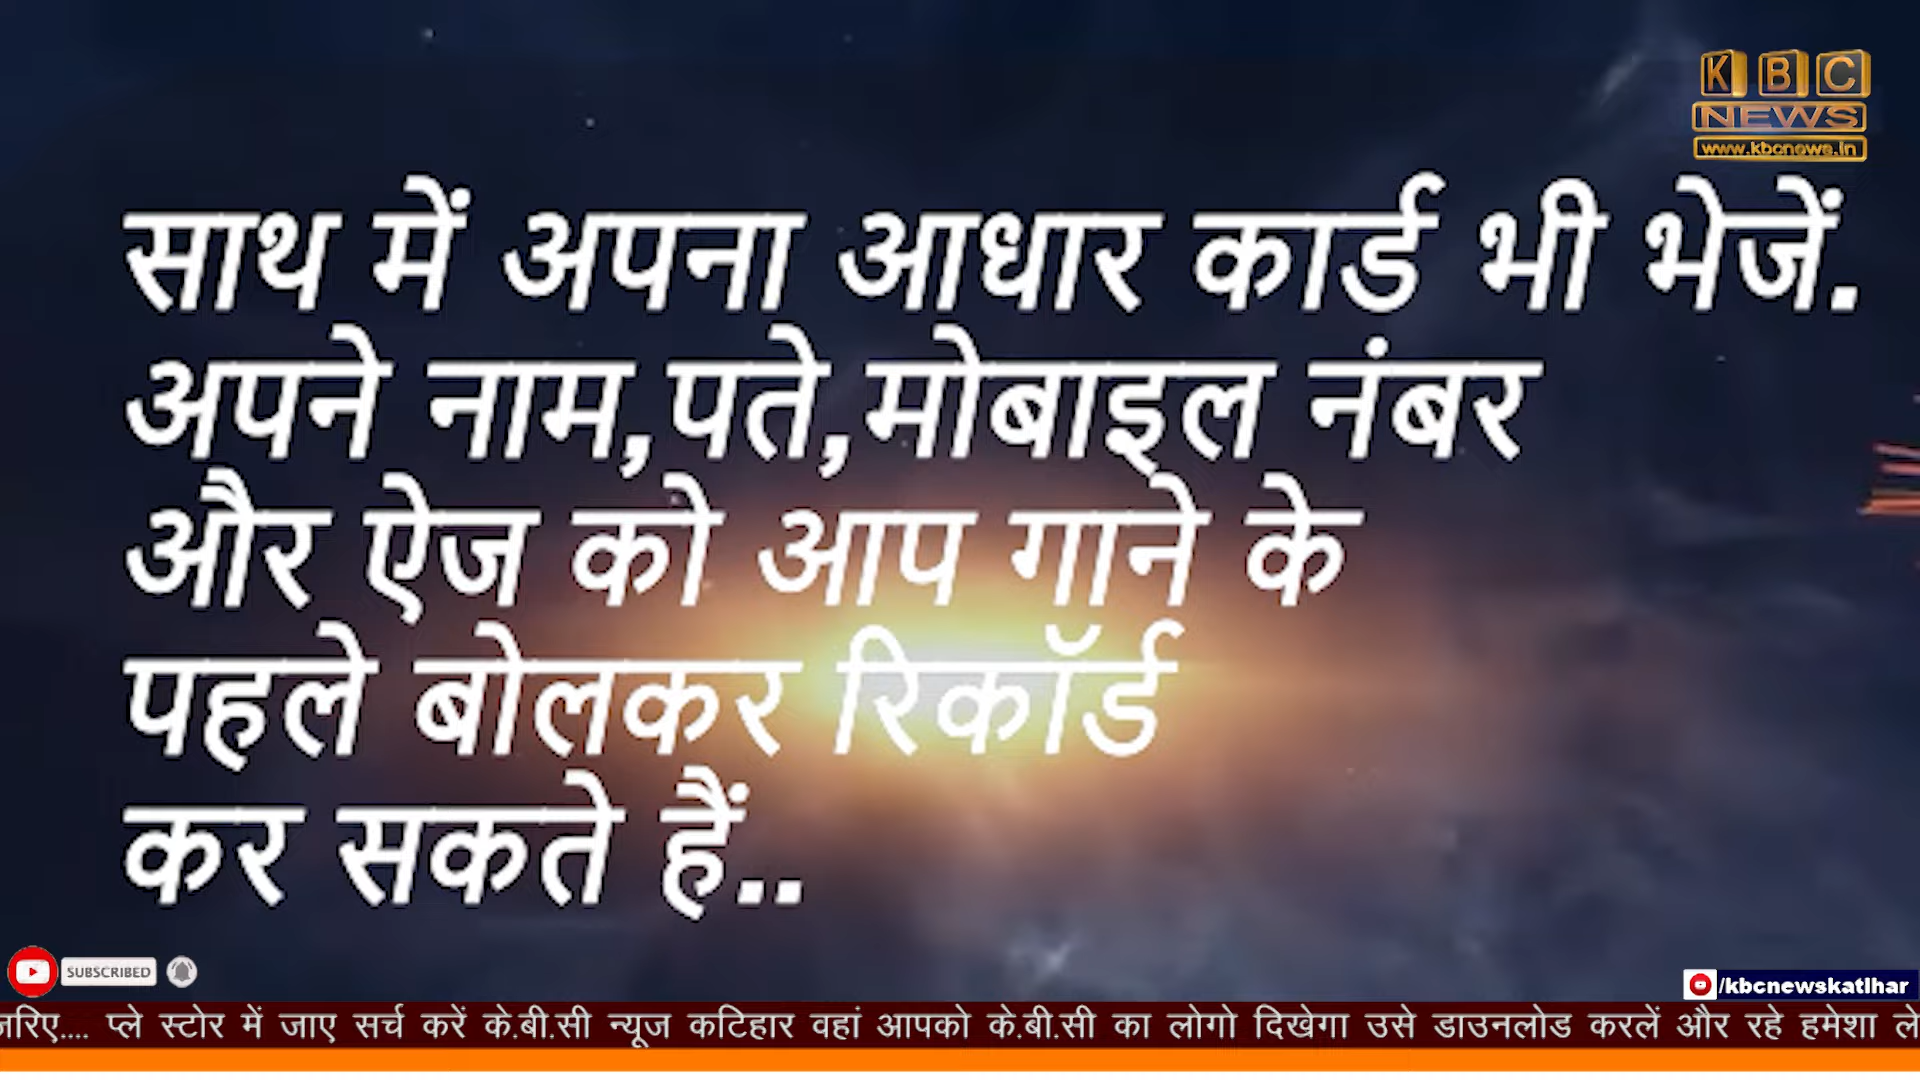 K B C
NEWS
www.kbcnews.in
साथ में अपना आधार कार्ड भी भेजें.
अपने नाम,पते,मोबाइल नंबर
और ऐज को आप गाने के
पहले बोलकर रिकॉर्ड
कर सकते हैं..
SUBSCRIBED
/kbcnewskatihar
जरिए.... प्ले स्टोर में जाए सर्च करें के.बी.सी न्यूज कटिहार वहां आपको के.बी.सी का लोगो दिखेगा उसे डाउनलोड करलें और रहे हमेशा ले